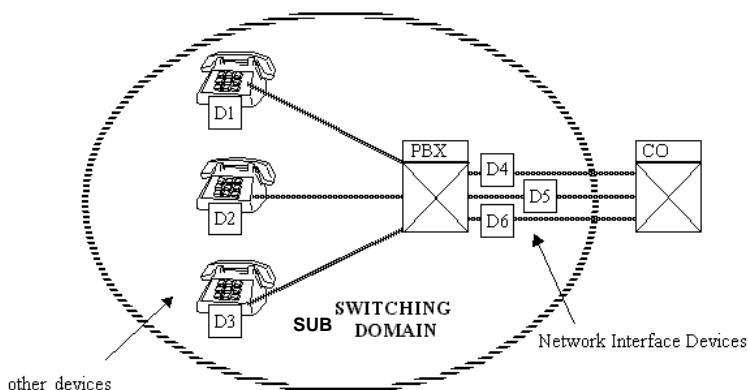 D1
PBX
CO
D4
D5
D2
D6
D3
SUB SWITCHING
DOMAIN
Network Interface Devices
other devices